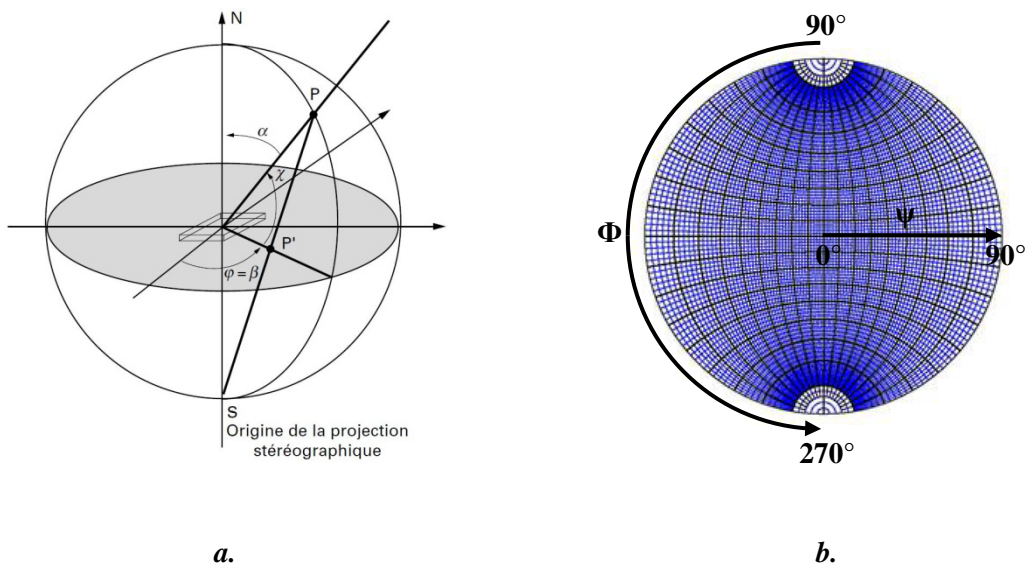 N
P
α
χ
P'
φ = β
S
Origine de la projection
stéréographique
a.
90°
Φ
ψ
0°
90°
270°
b.